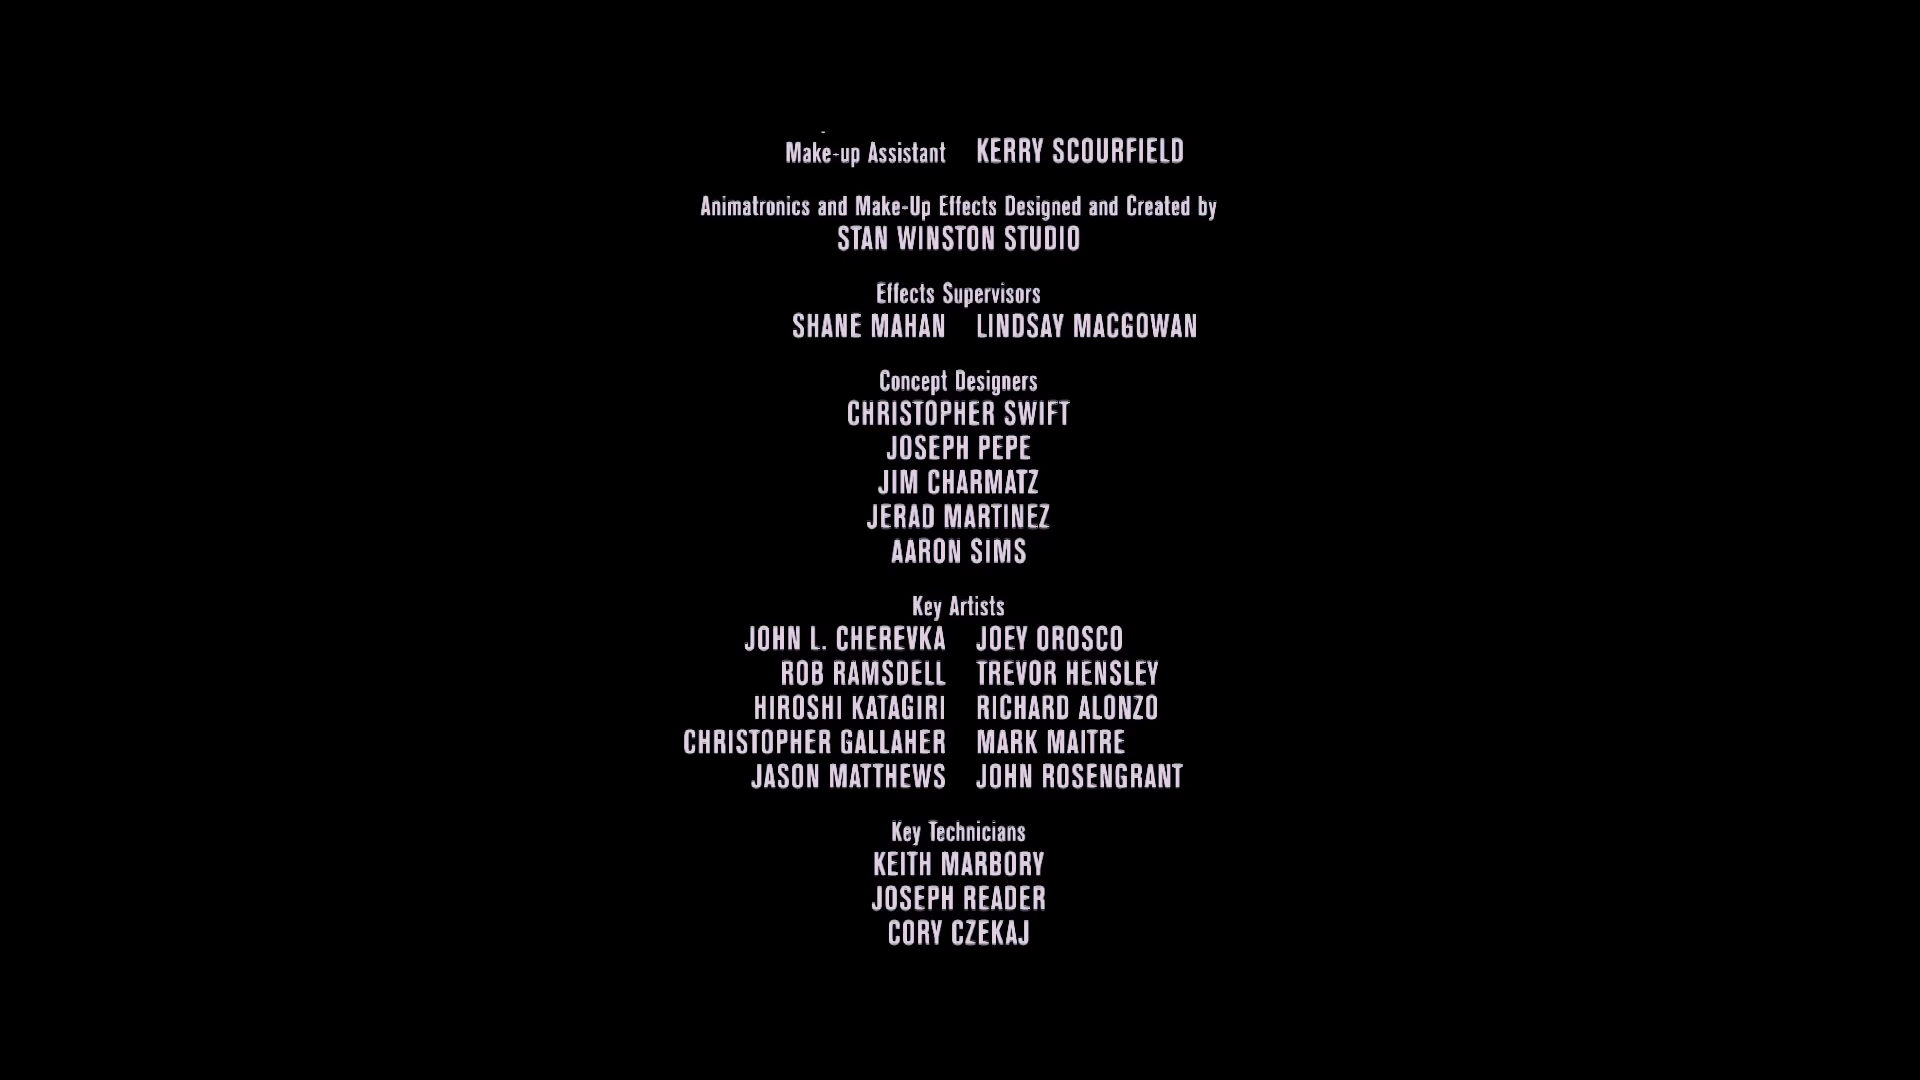 Make-up Assistant KERRY SCOURFIELD
Animatronics and Make-Up Effects Designed and Created by
STAN WINSTON STUDIO
Effects Supervisors
SHANE MAHAN LINDSAY MACGOWAN
Concept Designers
CHRISTOPHER SWIFT
JOSEPH PEPE
JIM CHARMATZ
JERAD MARTINEZ
AARON SIMS
Key Artists
JOHN L. CHEREVKA JOEY OROSCO
ROB RAMSDELL TREVOR HENSLEY
HIROSHI KATAGIRI RICHARD ALONZO
CHRISTOPHER GALLAHER MARK MAITRE
JASON MATTHEWS JOHN ROSENGRANT
Key Technicians
KEITH MARBORY
JOSEPH READER
CORY CZEKAJ